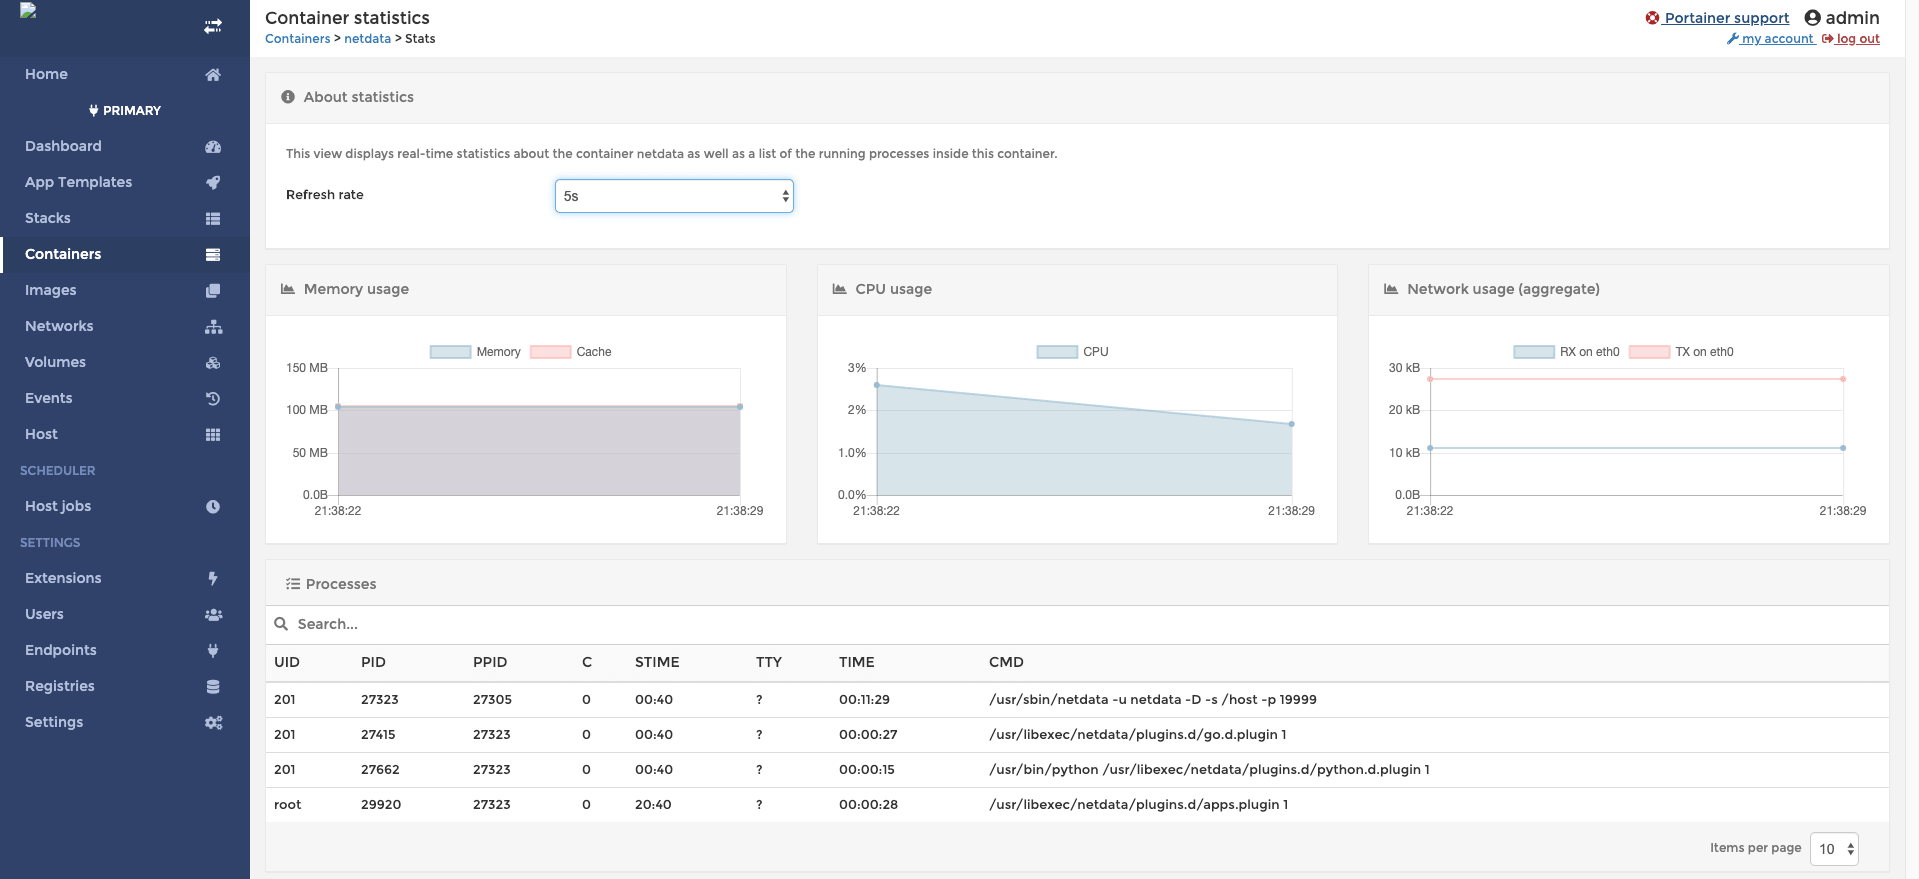 Container statistics
Containers > netdata > Stats
Portainer support admin
my account log out
Home
PRIMARY
Dashboard
App Templates
Stacks
Containers
Images
Networks
Volumes
Events
Host
SCHEDULER
Host jobs
SETTINGS
Extensions
Users
Endpoints
Registries
Settings
About statistics
This view displays real-time statistics about the container netdata as well as a list of the running processes inside this container.
Refresh rate 5s
Memory usage
Memory Cache
150 MB
100 MB
50 MB
0.0B
21:38:22 21:38:29
CPU usage
CPU
3%
2%
1.0%
0.0%
21:38:22 21:38:29
Network usage (aggregate)
RX on eth0 TX on eth0
30 kB
20 kB
10 kB
0.0B
21:38:22 21:38:29
Processes
Search...
UID PID PPID C STIME TTY TIME CMD
201 27323 27305 0 00:40 ? 00:11:29 /usr/sbin/netdata -u netdata -D -s /host -p 19999
201 27415 27323 0 00:40 ? 00:00:27 /usr/libexec/netdata/plugins.d/go.d.plugin 1
201 27662 27323 0 00:40 ? 00:00:15 /usr/bin/python /usr/libexec/netdata/plugins.d/python.d.plugin 1
root 29920 27323 0 20:40 ? 00:00:28 /usr/libexec/netdata/plugins.d/apps.plugin 1
Items per page 10